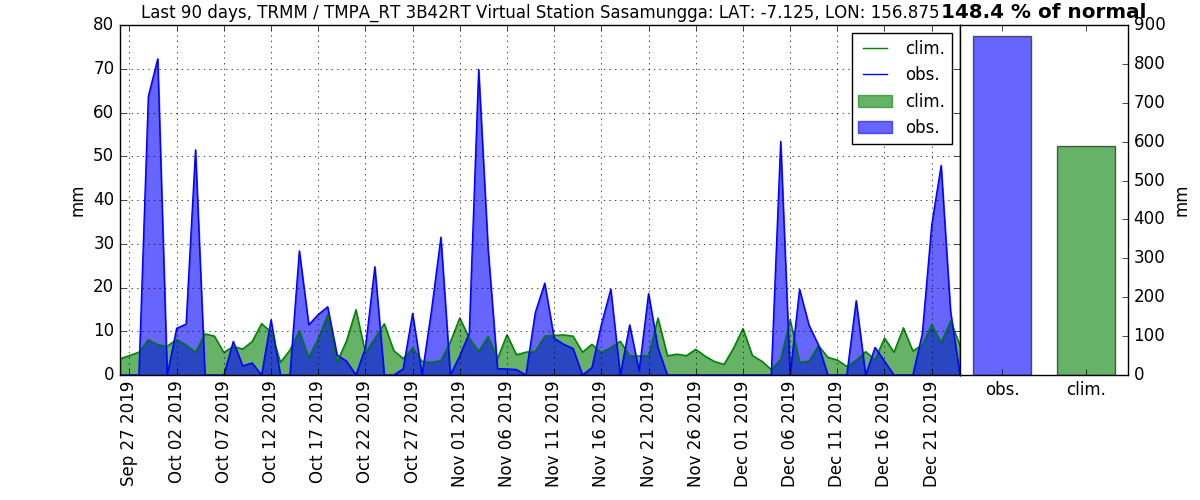 Last 90 days, TRMM / TMPA_RT 3B42RT Virtual Station Sasamungga: LAT: -7.125, LON: 156.875
148.4 % of normal
80
70
60
50
40
30
20
10
0
mm
clim.
obs.
clim.
obs.
900
800
700
600
500
400
300
200
100
0
mm
obs.
clim.
Sep 27 2019
Oct 02 2019
Oct 07 2019
Oct 12 2019
Oct 17 2019
Oct 22 2019
Oct 27 2019
Nov 01 2019
Nov 06 2019
Nov 11 2019
Nov 16 2019
Nov 21 2019
Nov 26 2019
Dec 01 2019
Dec 06 2019
Dec 11 2019
Dec 16 2019
Dec 21 2019